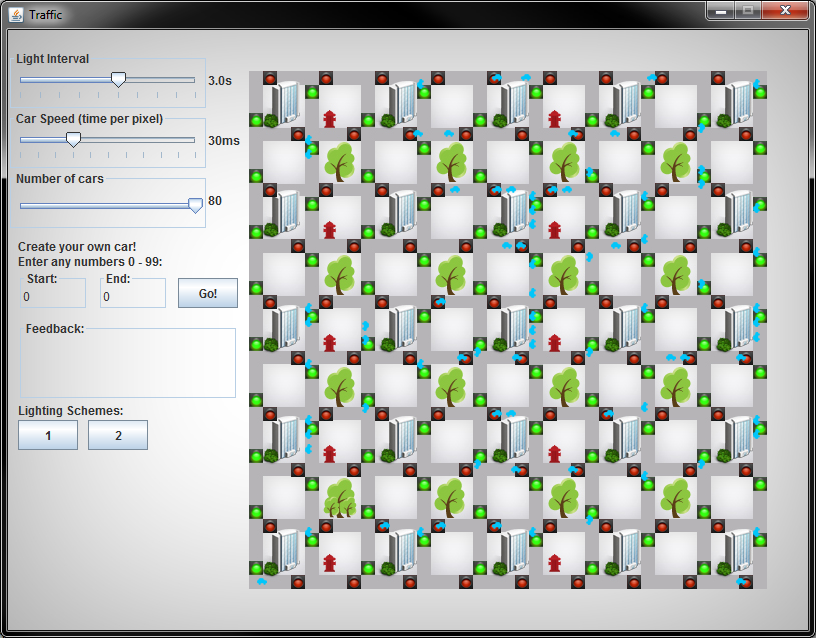 Traffic
Light Interval
3.0s
Car Speed (time per pixel)
30ms
Number of cars
80
Create your own car!
Enter any numbers 0 - 99:
Start: End:
0 0 Go!
Feedback:
Lighting Schemes:
1 2